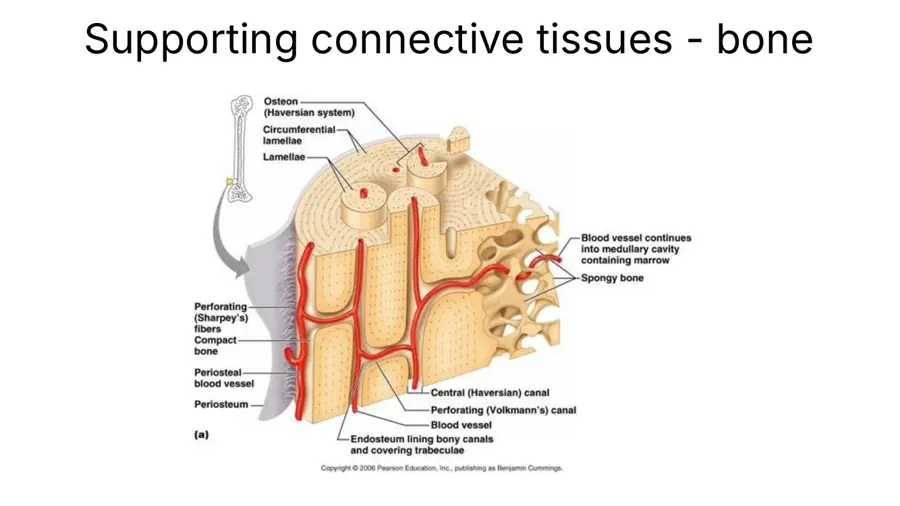 Supporting connective tissues - bone
Osteon
(Haversian system)
Circumferential
lamellae
Lamellae
Blood vessel continues
into medullary cavity
containing marrow
Spongy bone
Perforating
(Sharpey's)
fibers
Compact
bone
Periosteal
blood vessel
Periosteum
Central (Haversian) canal
Perforating (Volkmann's) canal
Blood vessel
Endosteum lining bony canals
and covering trabeculae
(a)
Copyright © 2006 Pearson Education, Inc., publishing as Benjamin Cummings.